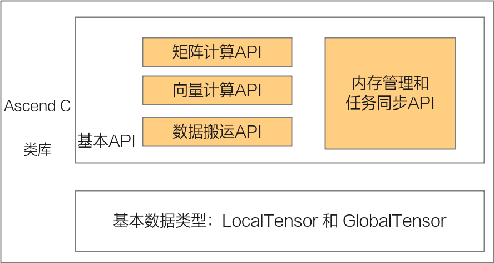 Ascend C
类库
基本API
矩阵计算API
向量计算API
数据搬运API
内存管理和
任务同步API
基本数据类型：LocalTensor 和 GlobalTensor